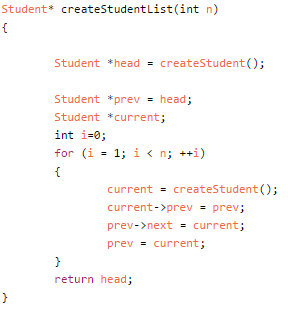 Student* createStudentList(int n)
{
Student *head = createStudent();
Student *prev = head;
Student *current;
int i=0;
for (i = 1; i < n; ++i)
{
current = createStudent();
current->prev = prev;
prev->next = current;
prev = current;
}
return head;
}